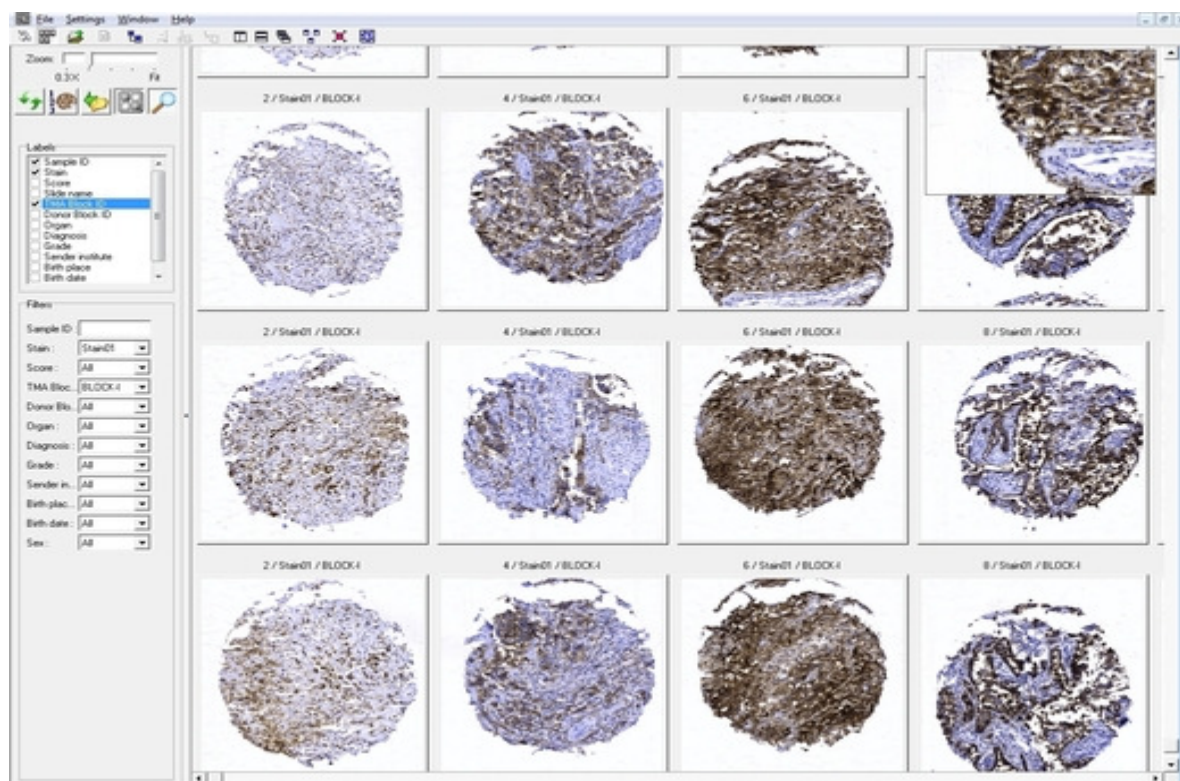 File Settings Window Help
Zoom:
0.3X Fit
Labels
Sample ID
Stain
Score
Slide name
TMA Block ID
Donor Block ID
Organ
Diagnosis
Grade
Sender institute
Birth place
Birth date
Filters
Sample ID
Stain : Stain01
Score : All
TMA Bloc... BLOCK-I
Donor Blo... All
Organ : All
Diagnosis : All
Grade : All
Sender in... All
Birth plac... All
Birth date : All
Sex : All
2 / Stain01 / BLOCK-I 4 / Stain01 / BLOCK-I 6 / Stain01 / BLOCK-I
2 / Stain01 / BLOCK-I 4 / Stain01 / BLOCK-I 6 / Stain01 / BLOCK-I 8 / Stain01 / BLOCK-I
2 / Stain01 / BLOCK-I 4 / Stain01 / BLOCK-I 6 / Stain01 / BLOCK-I 8 / Stain01 / BLOCK-I